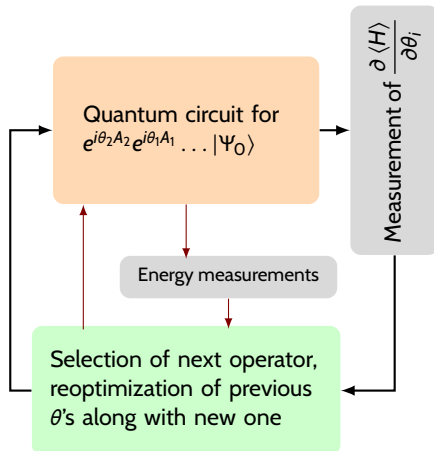 Quantum circuit for
e^{iθ₂A₂}e^{iθ₁A₁} … |Ψ₀⟩
Measurement of ∂⟨H⟩/∂θᵢ
Energy measurements
Selection of next operator,
reoptimization of previous
θ's along with new one